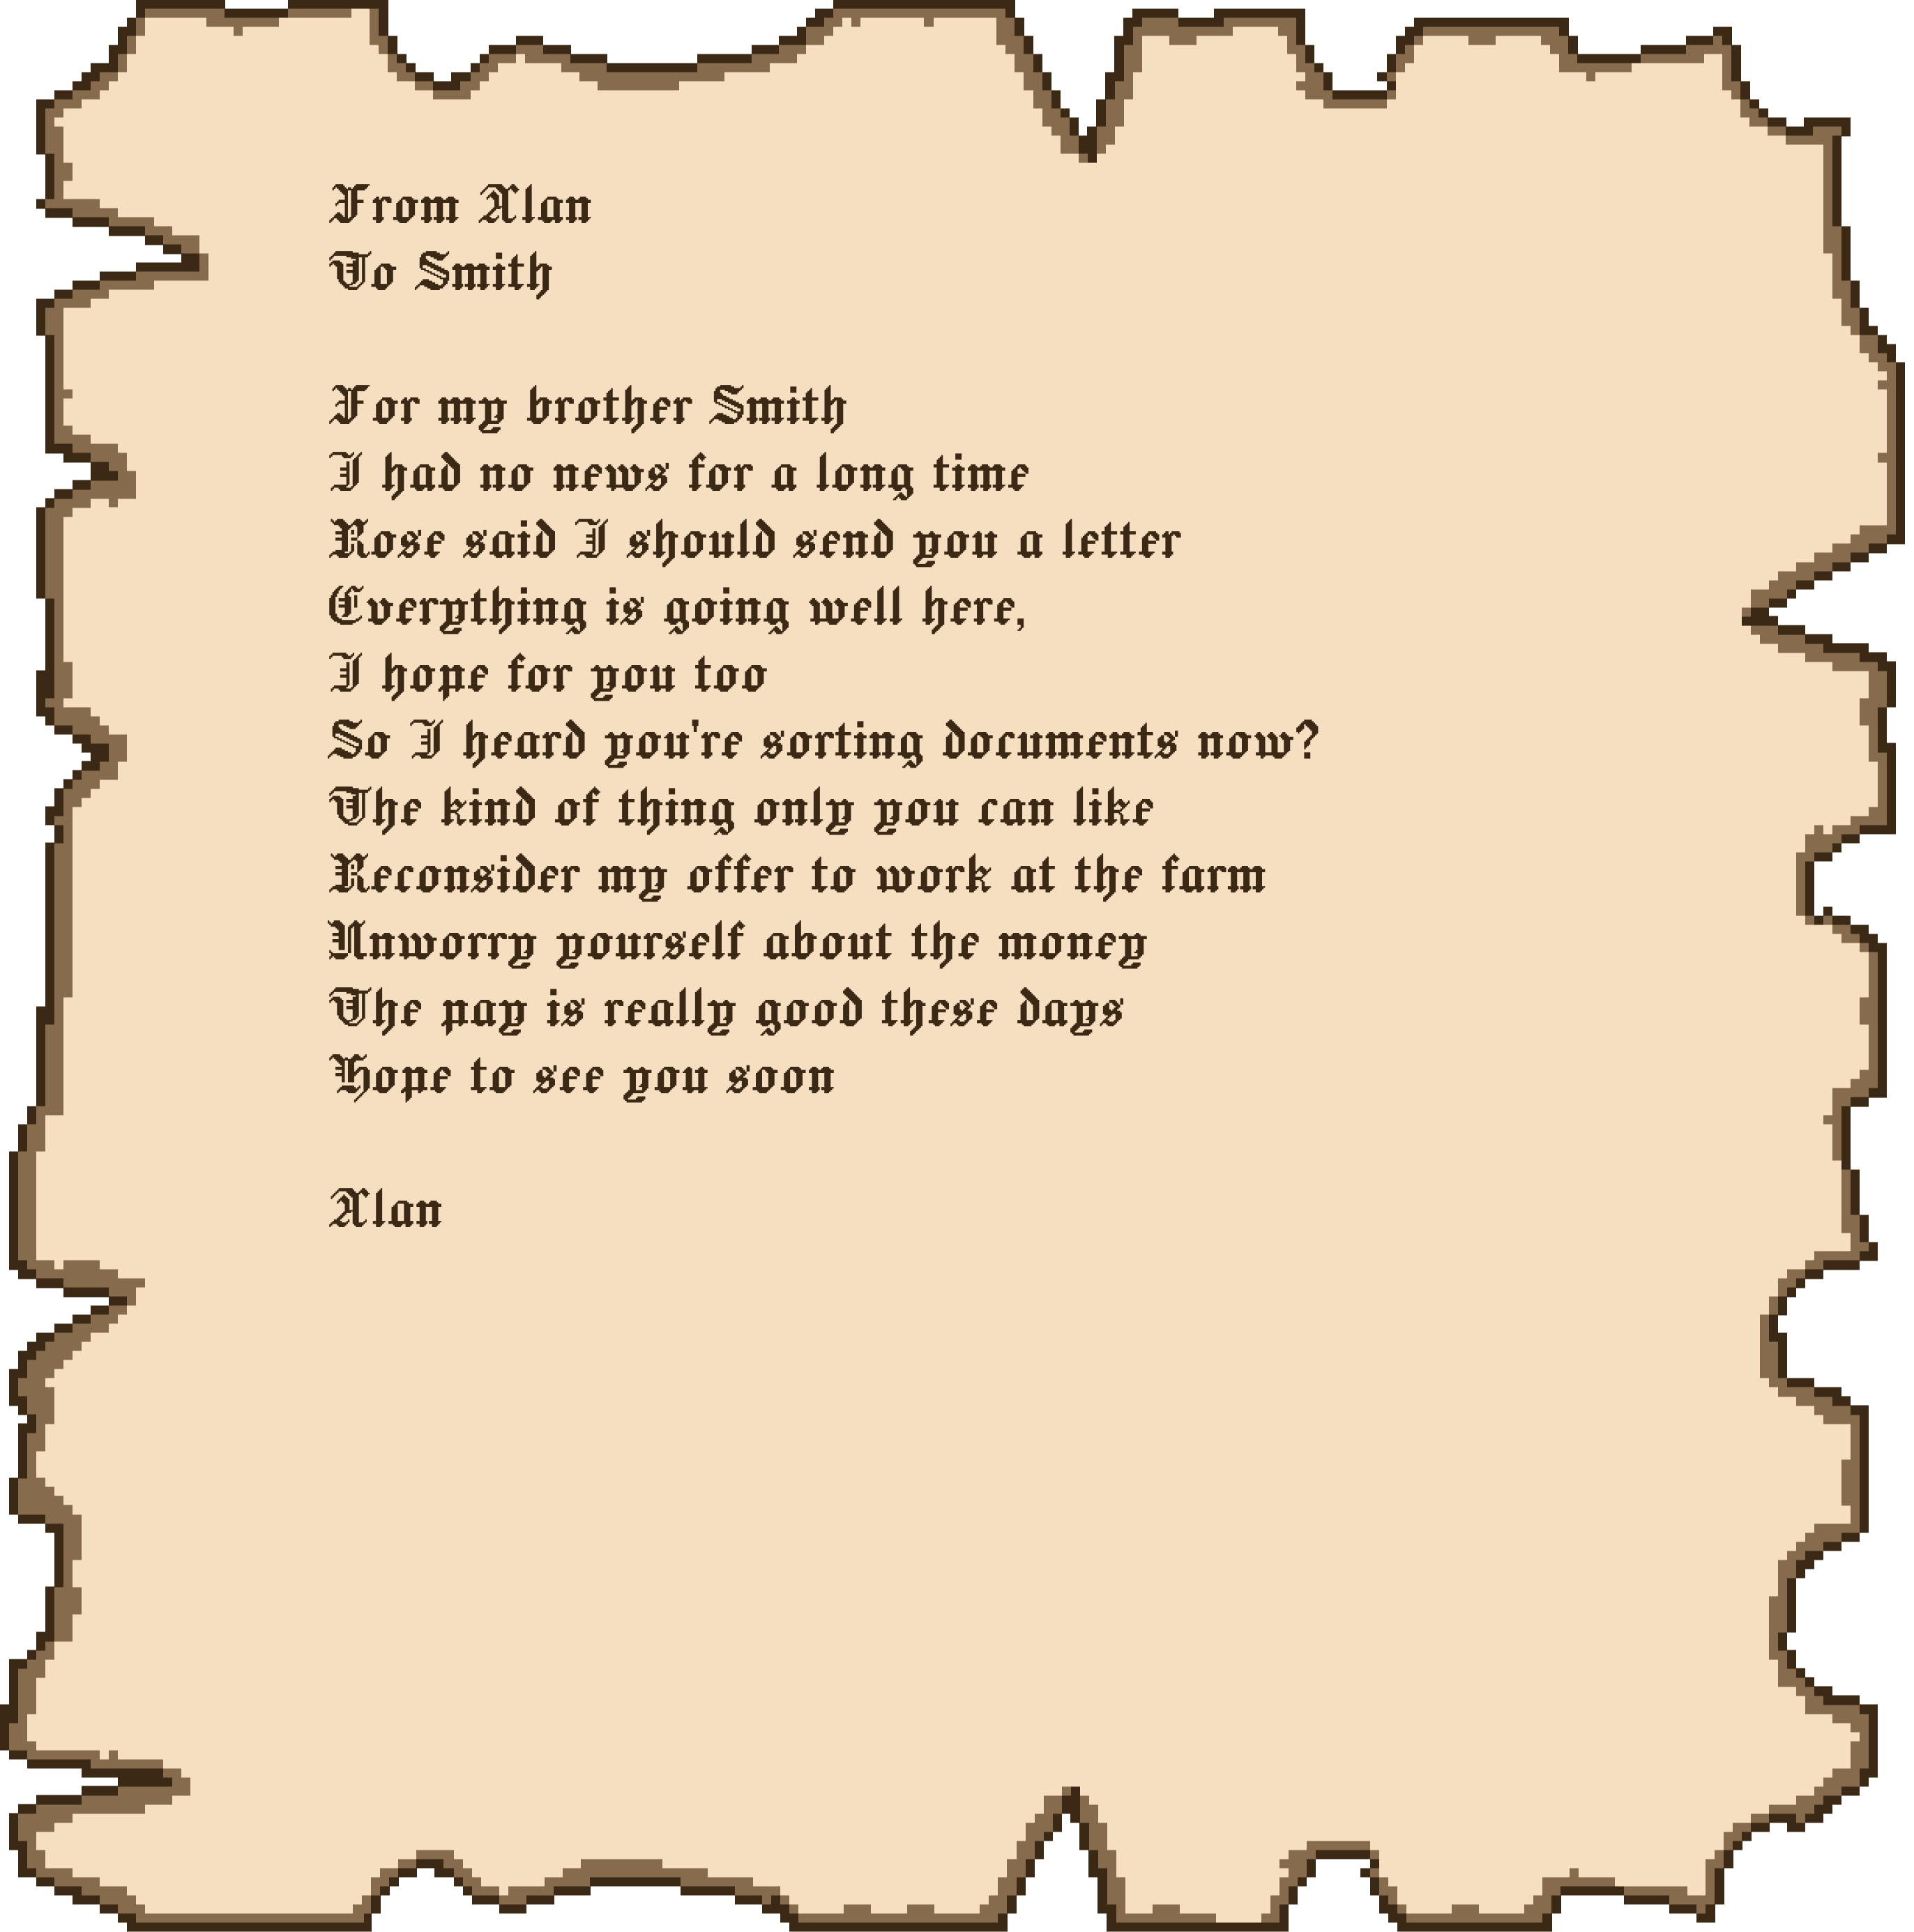 From Alan
To Smith
For my brother Smith
I had no news for a long time
Rose said I should send you a letter
Everything is going well here,
I hope for you too
So I heard you're sorting documents now?
The kind of thing only you can like
Reconsider my offer to work at the farm
Unworry yourself about the money
The pay is really good these days
Hope to see you soon
Alan